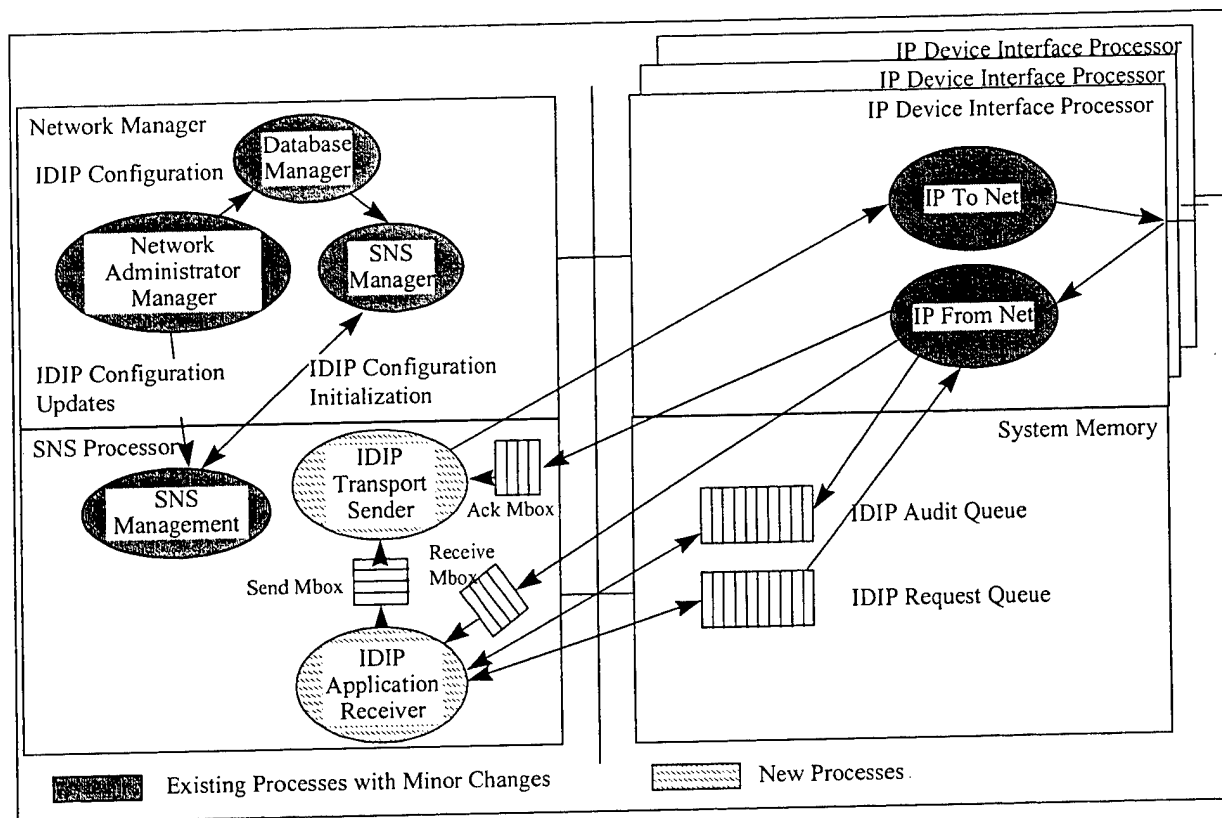 IP Device Interface Processor
IP Device Interface Processor
IP Device Interface Processor
Network Manager
Database
Manager
IDIP Configuration
Network
Administrator
Manager
SNS
Manager
IDIP Configuration
Updates
IDIP Configuration
Initialization
IP To Net
IP From Net
SNS Processor
SNS
Management
IDIP
Transport
Sender
Ack Mbox
Send Mbox
Receive
Mbox
IDIP
Application
Receiver
System Memory
IDIP Audit Queue
IDIP Request Queue
Existing Processes with Minor Changes
New Processes